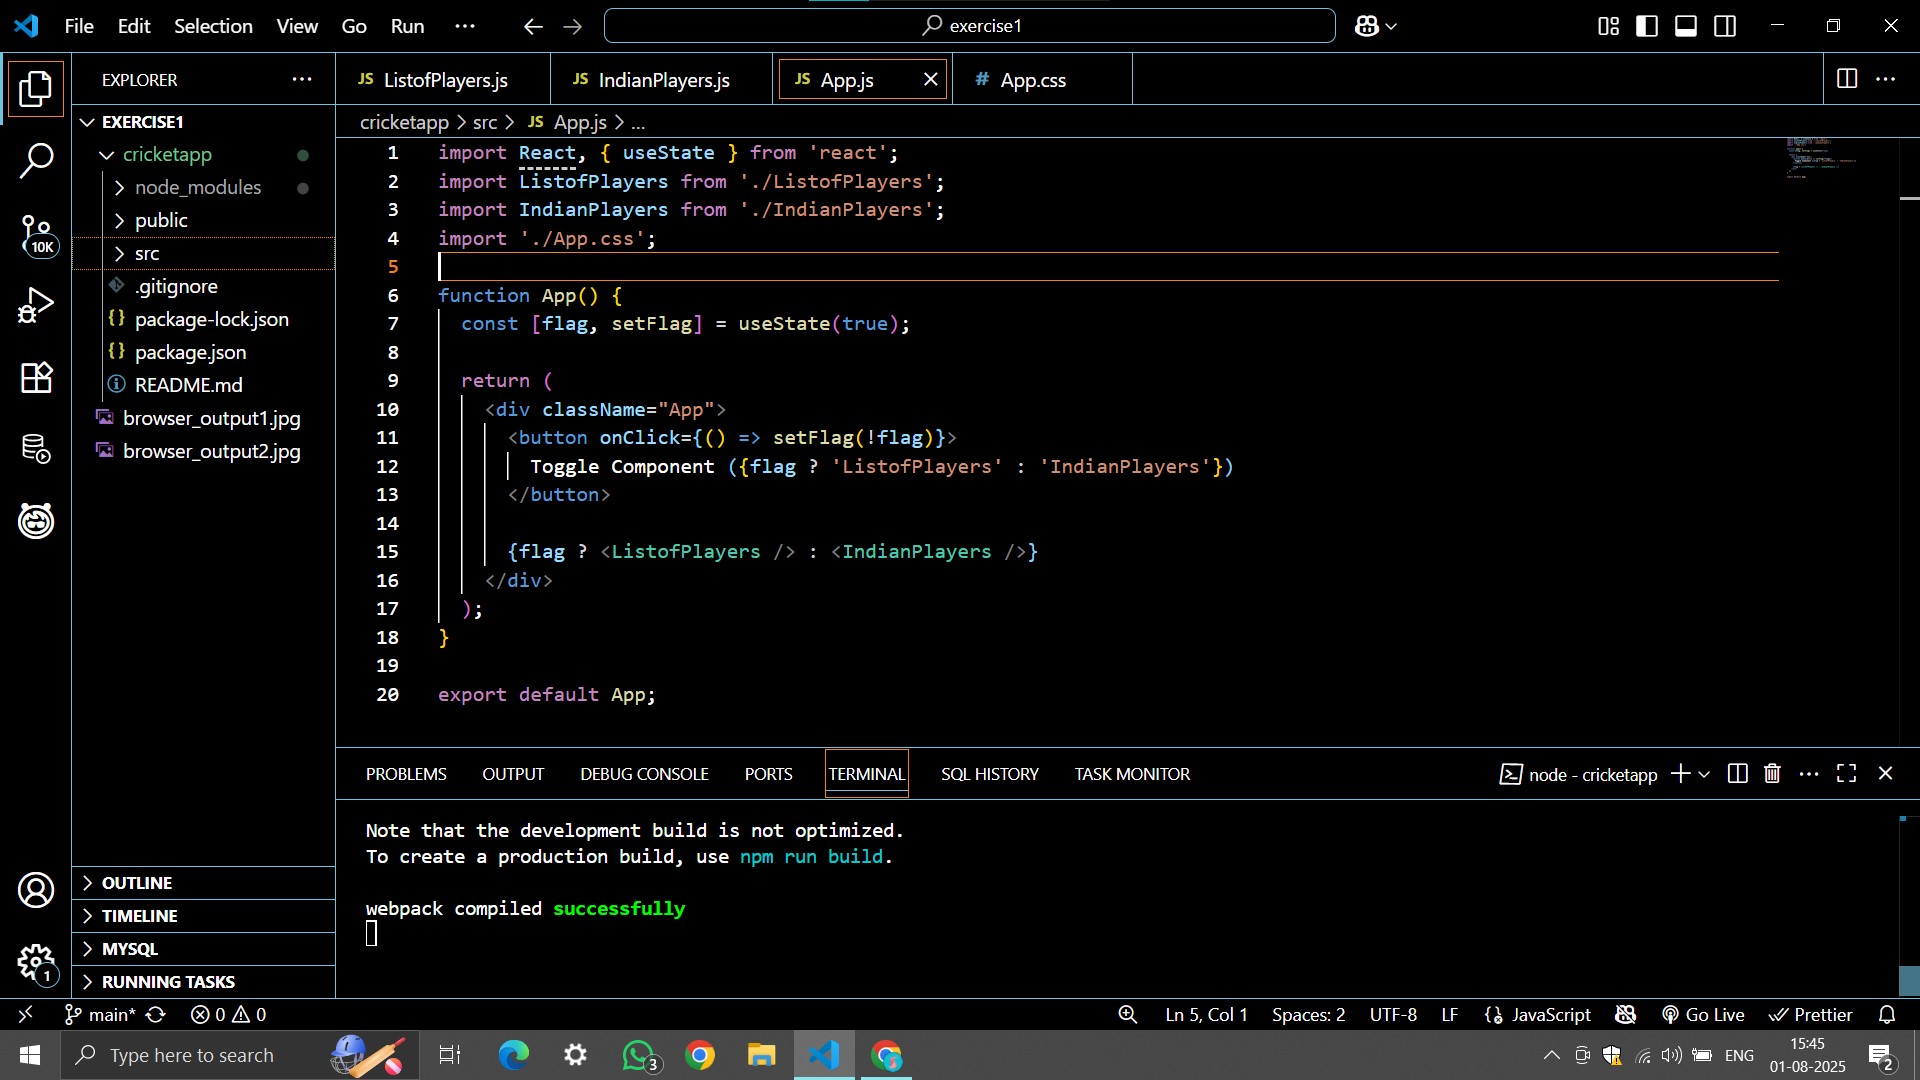 File Edit Selection View Go Run ··· exercise1
EXPLORER ···
JS ListofPlayers.js
JS IndianPlayers.js
JS App.js
# App.css
cricketapp > src > JS App.js > ...
EXERCISE1
cricketapp
node_modules
public
src
.gitignore
{} package-lock.json
{} package.json
README.md
browser_output1.jpg
browser_output2.jpg
10K
OUTLINE
TIMELINE
MYSQL
RUNNING TASKS
1
1 import React, { useState } from 'react';
2 import ListofPlayers from './ListofPlayers';
3 import IndianPlayers from './IndianPlayers';
4 import './App.css';
5
6 function App() {
7 const [flag, setFlag] = useState(true);
8
9 return (
10 <div className="App">
11 <button onClick={() => setFlag(!flag)}>
12 Toggle Component ({flag ? 'ListofPlayers' : 'IndianPlayers'})
13 </button>
14
15 {flag ? <ListofPlayers /> : <IndianPlayers />}
16 </div>
17 );
18 }
19
20 export default App;
PROBLEMS OUTPUT DEBUG CONSOLE PORTS TERMINAL SQL HISTORY TASK MONITOR node - cricketapp
Note that the development build is not optimized.
To create a production build, use npm run build.
webpack compiled successfully
main* 0 0 Ln 5, Col 1 Spaces: 2 UTF-8 LF {} JavaScript Go Live Prettier
Type here to search
3
ENG
15:45
01-08-2025
2